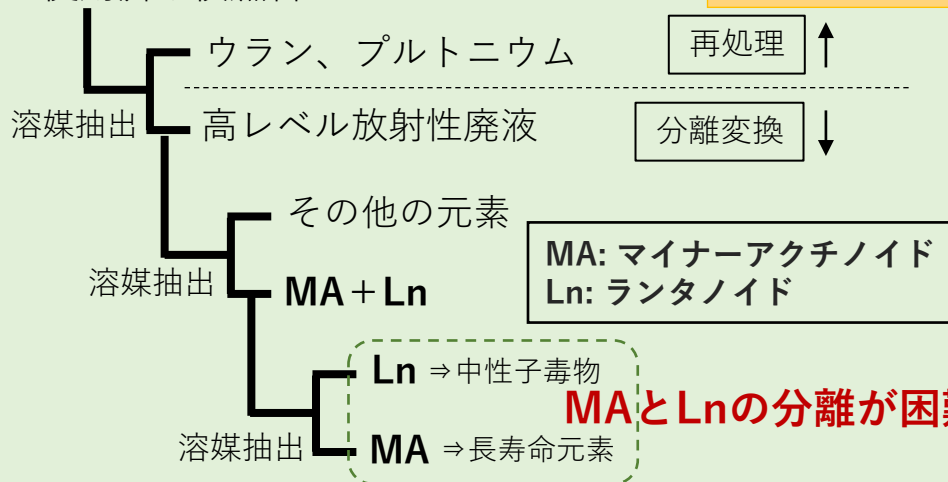 ウラン、プルトニウム
再処理
溶媒抽出
高レベル放射性廃液
分離変換
その他の元素
MA: マイナーアクチノイド
Ln: ランタノイド
溶媒抽出
MA+Ln
Ln ⇒中性子毒物
MAとLnの分離が困
溶媒抽出
MA ⇒長寿命元素